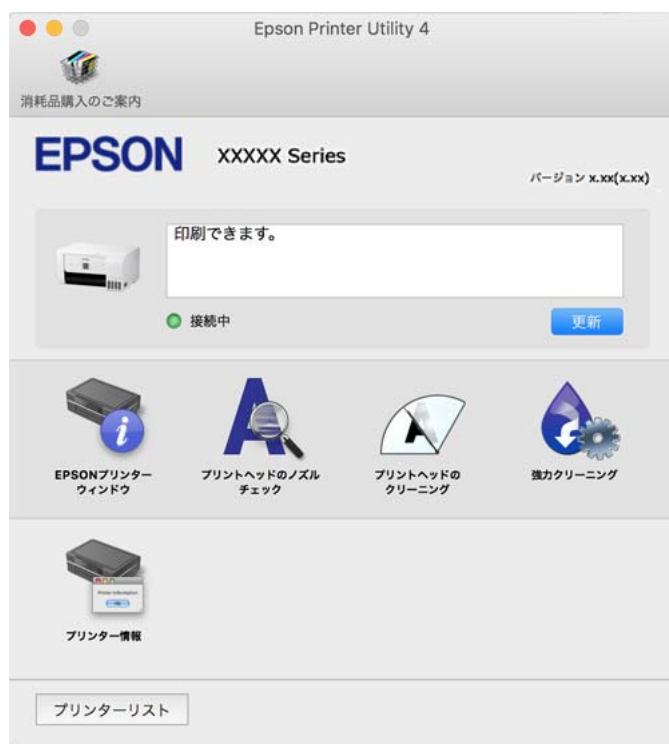 Epson Printer Utility 4
消耗品購入のご案内
EPSON XXXXX Series
バージョン x.xx(x.xx)
印刷できます。
接続中
更新
EPSONプリンター
ウィンドウ
プリントヘッドのノズル
チェック
プリントヘッドの
クリーニング
強力クリーニング
Printer Information
プリンター情報
プリンターリスト